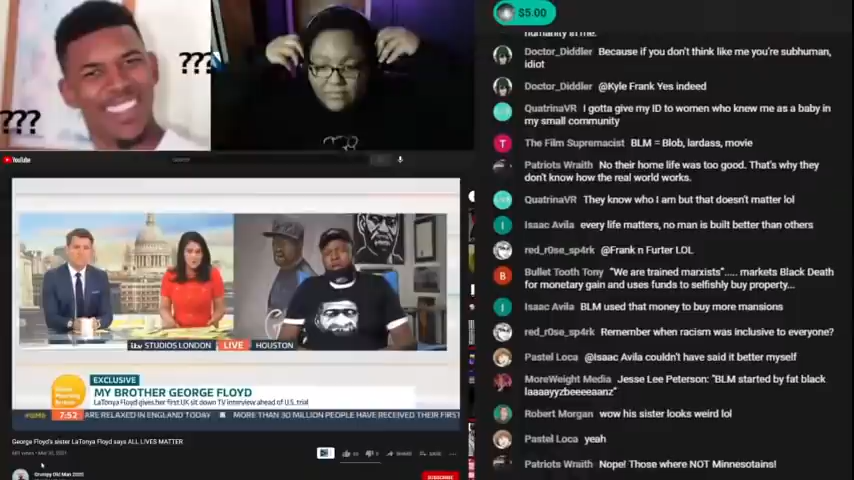 ???
???
YouTube
ITV STUDIOS LONDON LIVE HOUSTON
EXCLUSIVE
MY BROTHER GEORGE FLOYD
LaTonya Floyd gives her first UK sit down TV interview ahead of U.S. trial
7:52 ARE RELAXED IN ENGLAND TODAY MORE THAN 30 MILLION PEOPLE HAVE RECEIVED THEIR FIRST
George Floyd's sister LaTonya Floyd says ALL LIVES MATTER
SHARE SAVE
Grumpy Old Man 2020
SUBSCRIBE
$5.00
humanity in me.
Doctor_Diddler Because if you don't think like me you're subhuman,
idiot
Doctor_Diddler @Kyle Frank Yes indeed
QuatrinaVR I gotta give my ID to women who knew me as a baby in
my small community
The Film Supremacist BLM = Blob, lardass, movie
Patriots Wraith No their home life was too good. That's why they
don't know how the real world works.
QuatrinaVR They know who I am but that doesn't matter lol
Isaac Avila every life matters, no man is built better than others
red_r0se_sp4rk @Frank n Furter LOL
Bullet Tooth Tony "We are trained marxists"..... markets Black Death
for monetary gain and uses funds to selfishly buy property...
Isaac Avila BLM used that money to buy more mansions
red_r0se_sp4rk Remember when racism was inclusive to everyone?
Pastel Loca @Isaac Avila couldn't have said it better myself
MoreWeight Media Jesse Lee Peterson: "BLM started by fat black
laaayyzbeeeeaanz"
Robert Morgan wow his sister looks weird lol
Pastel Loca yeah
Patriots Wraith Nope! Those where NOT Minnesotains!